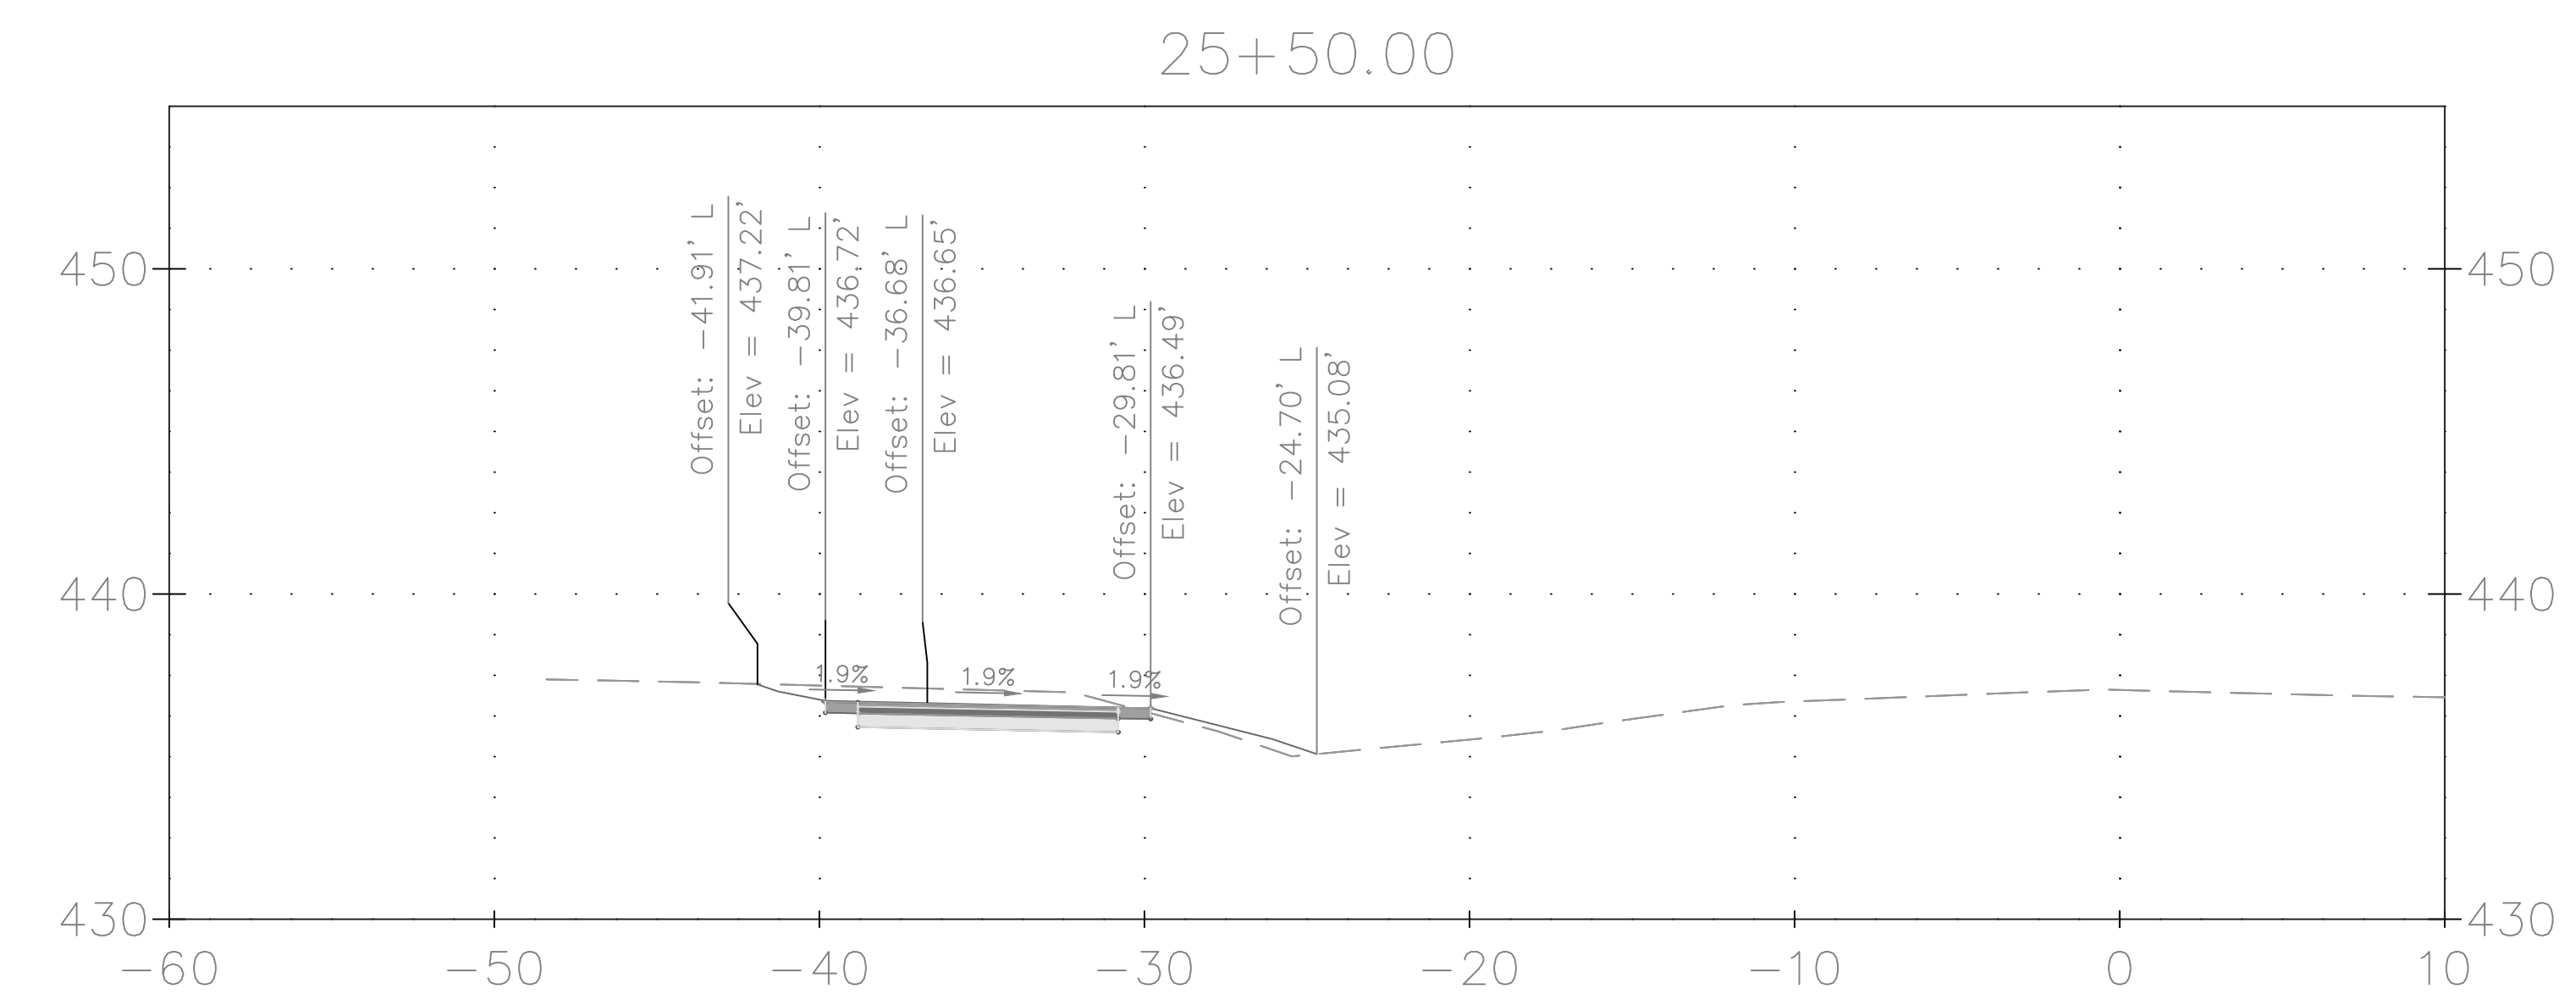 25+50.00
450
450
440
440
430
430
Offset: -41.91' L
Elev = 437.22'
Offset: -39.81' L
Elev = 436.72'
Offset: -36.68' L
Elev = 436.65'
Offset: -29.81' L
Elev = 436.49'
Offset: -24.70' L
Elev = 435.08'
1.9%
1.9%
1.9%
-60
-50
-40
-30
-20
-10
0
10